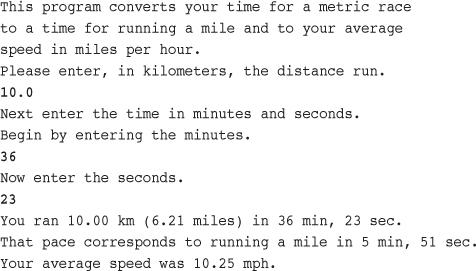 This program converts your time for a metric race
to a time for running a mile and to your average
speed in miles per hour.
Please enter, in kilometers, the distance run.
10.0
Next enter the time in minutes and seconds.
Begin by entering the minutes.
36
Now enter the seconds.
23
You ran 10.00 km (6.21 miles) in 36 min, 23 sec.
That pace corresponds to running a mile in 5 min, 51 sec.
Your average speed was 10.25 mph.